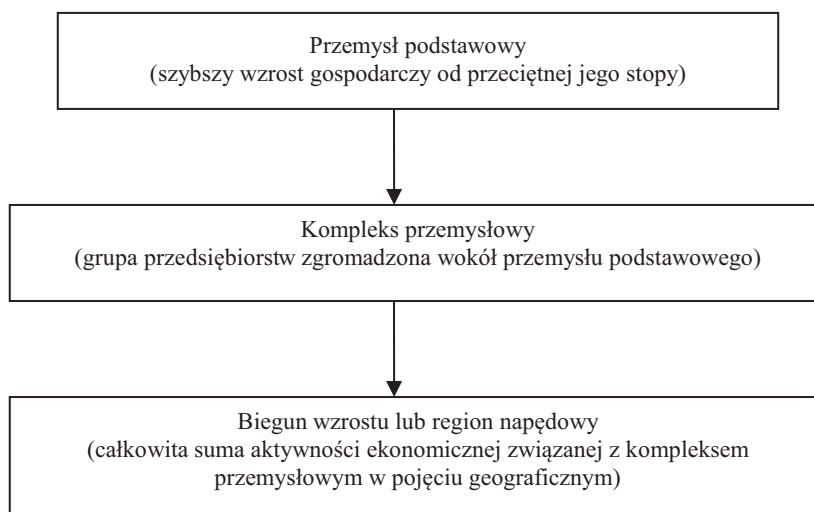 Przemysł podstawowy
(szybszy wzrost gospodarczy od przeciętnej jego stopy)
Kompleks przemysłowy
(grupa przedsiębiorstw zgromadzona wokół przemysłu podstawowego)
Biegun wzrostu lub region napędowy
(całkowita suma aktywności ekonomicznej związanej z kompleksem
przemysłowym w pojęciu geograficznym)